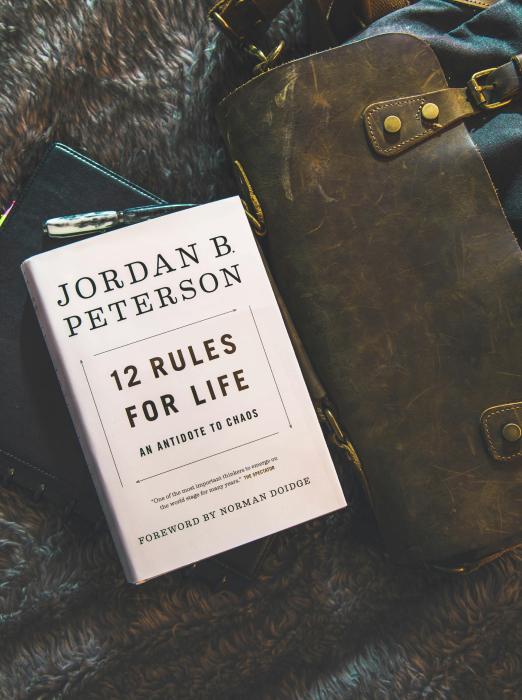 JORDAN B.
PETERSON
12 RULES
FOR LIFE
AN ANTIDOTE TO CHAOS
"One of the most important thinkers to emerge on
the world stage for many years." THE SPECTATOR
FOREWORD BY NORMAN DOIDGE